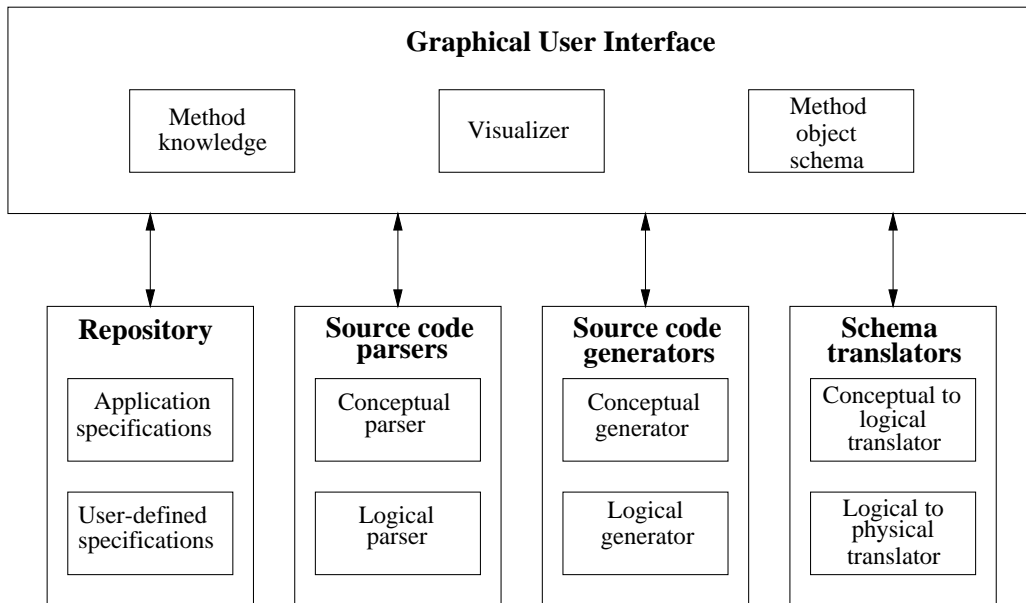 Graphical User Interface
Method
knowledge
Visualizer
Method
object
schema
Repository
Application
specifications
User-defined
specifications
Source code
parsers
Conceptual
parser
Logical
parser
Source code
generators
Conceptual
generator
Logical
generator
Schema
translators
Conceptual to
logical
translator
Logical to
physical
translator